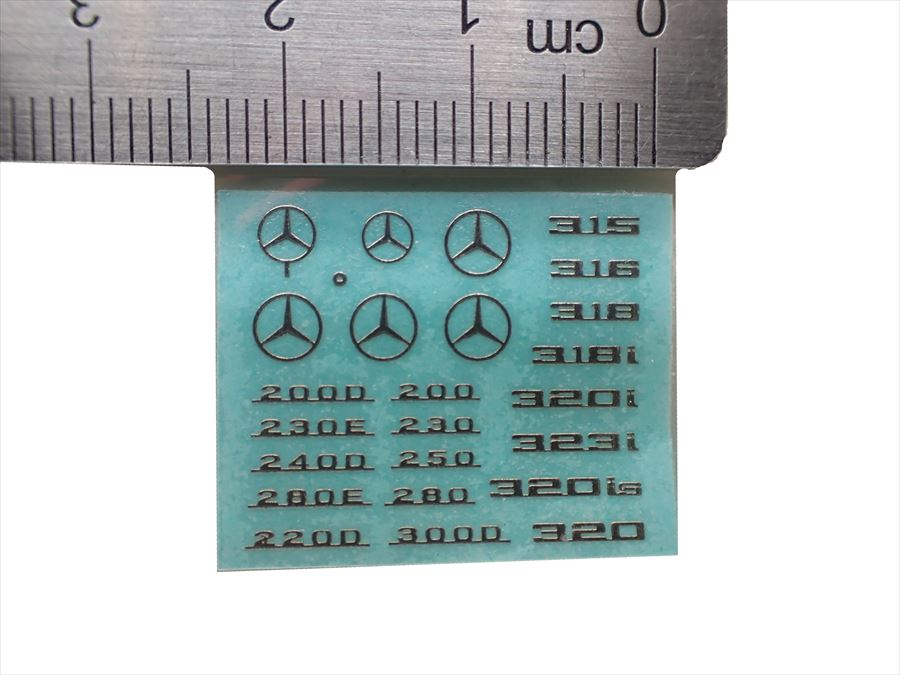 3 2 1 cm 0
315
316
318
318i
200D 200 320i
230E 230 323i
240D 250
280E 280 320is
220D 300D 320